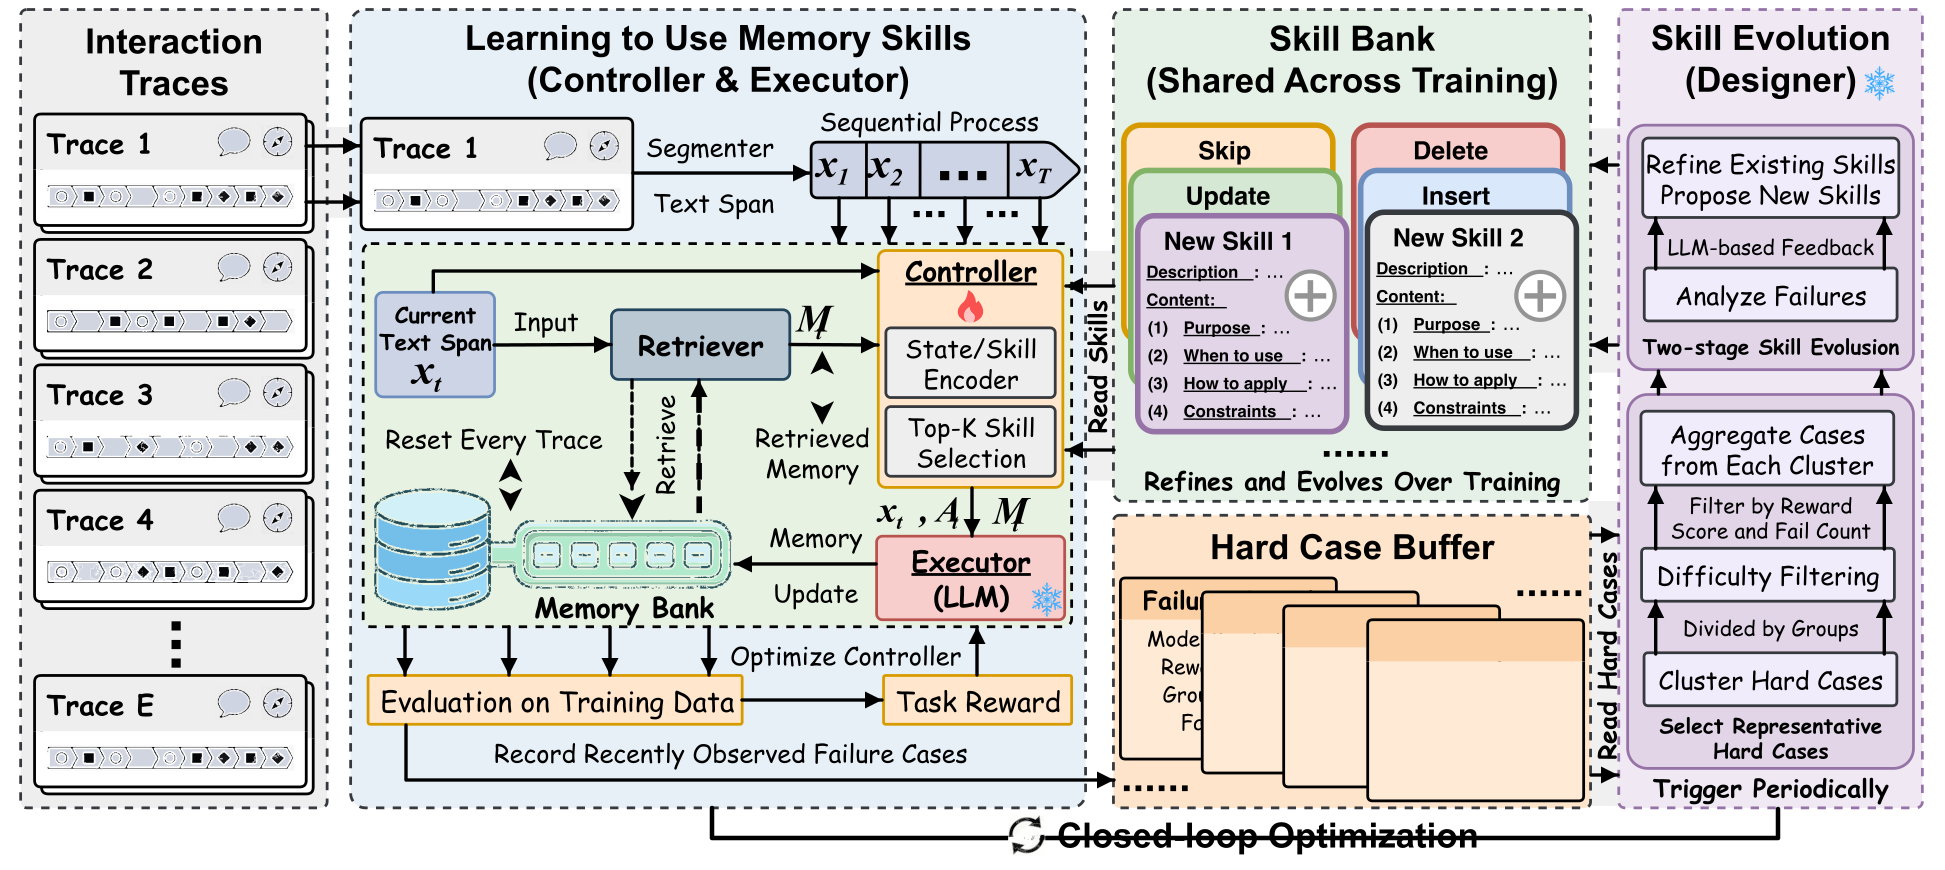 Interaction
Traces
Trace 1
Trace 2
Trace 3
Trace 4
Trace E
Learning to Use Memory Skills
(Controller & Executor)
Trace 1
Segmenter
Text Span
Sequential Process
x1 x2 ... xT
... ...
Current
Text Span
xt
Input
Retriever
Mt
Retrieved
Memory
Retrieve
Reset Every Trace
Controller
State/Skill
Encoder
Top-K Skill
Selection
xt , At Mt
Executor
(LLM)
Memory
Update
Memory Bank
Optimize Controller
Evaluation on Training Data
Task Reward
Record Recently Observed Failure Cases
Read Skills
Skill Bank
(Shared Across Training)
Skip
Update
New Skill 1
Description : ...
Content:
(1) Purpose : ...
(2) When to use : ...
(3) How to apply : ...
(4) Constraints : ...
Delete
Insert
New Skill 2
Description : ...
Content:
(1) Purpose : ...
(2) When to use : ...
(3) How to apply : ...
(4) Constraints : ...
......
Refines and Evolves Over Training
Hard Case Buffer
......
......
Read Hard Cases
Skill Evolution
(Designer)
Refine Existing Skills
Propose New Skills
LLM-based Feedback
Analyze Failures
Two-stage Skill Evolusion
Aggregate Cases
from Each Cluster
Filter by Reward
Score and Fail Count
Difficulty Filtering
Divided by Groups
Cluster Hard Cases
Select Representative
Hard Cases
Trigger Periodically
Closed-loop Optimization